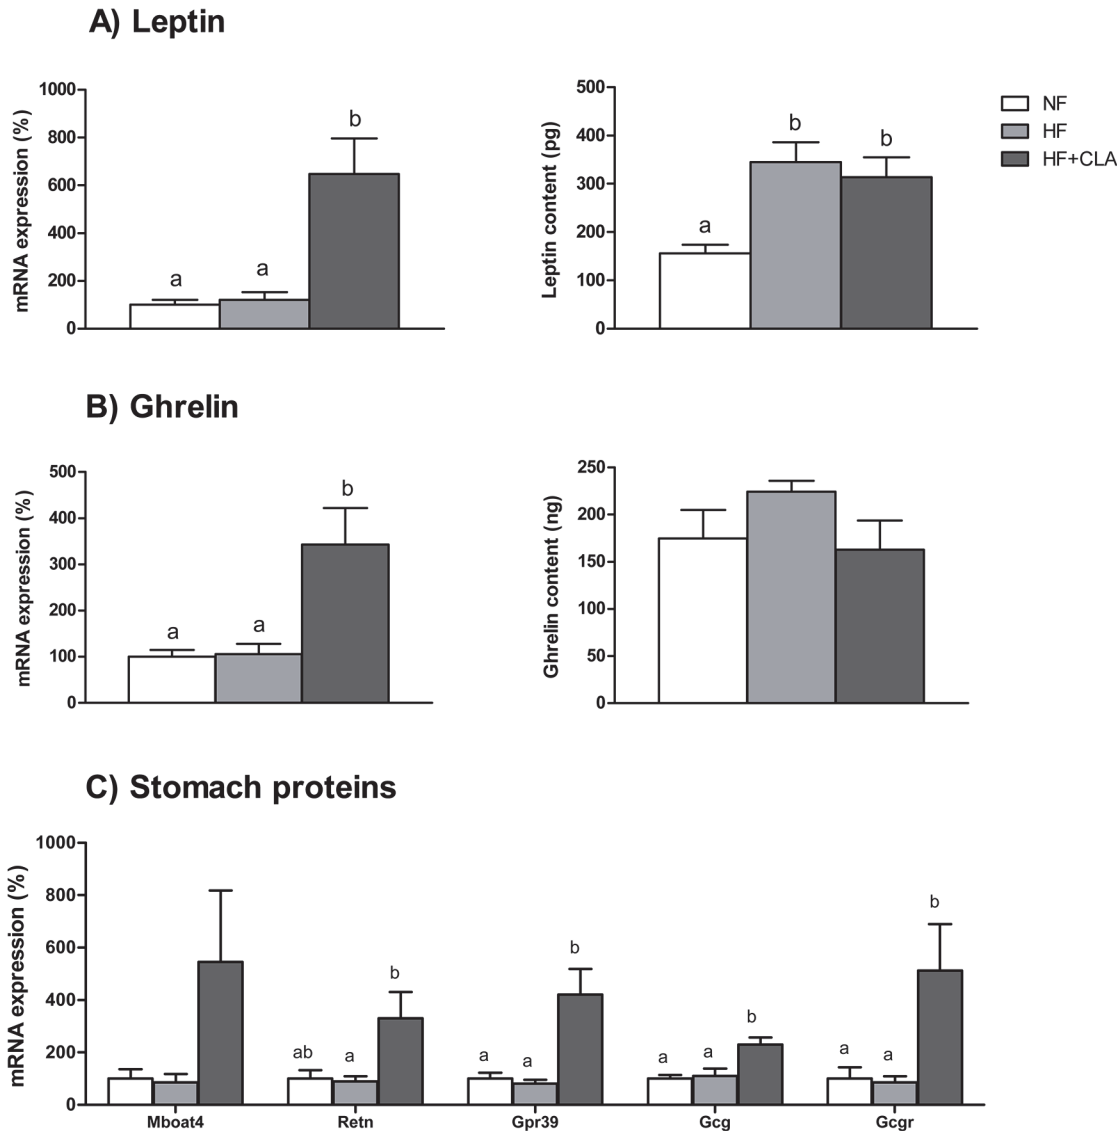 A) Leptin
mRNA expression (%)
1000
800
600
400
200
0
a
a
b
Leptin content (pg)
500
400
300
200
100
0
a
b
b
NF
HF
HF+CLA
B) Ghrelin
mRNA expression (%)
500
400
300
200
100
0
a
a
b
Ghrelin content (ng)
250
200
150
100
50
0
C) Stomach proteins
mRNA expression (%)
1000
800
600
400
200
0
ab
a
b
a
a
b
a
a
b
a
a
b
Mboat4
Retn
Gpr39
Gcg
Gcgr